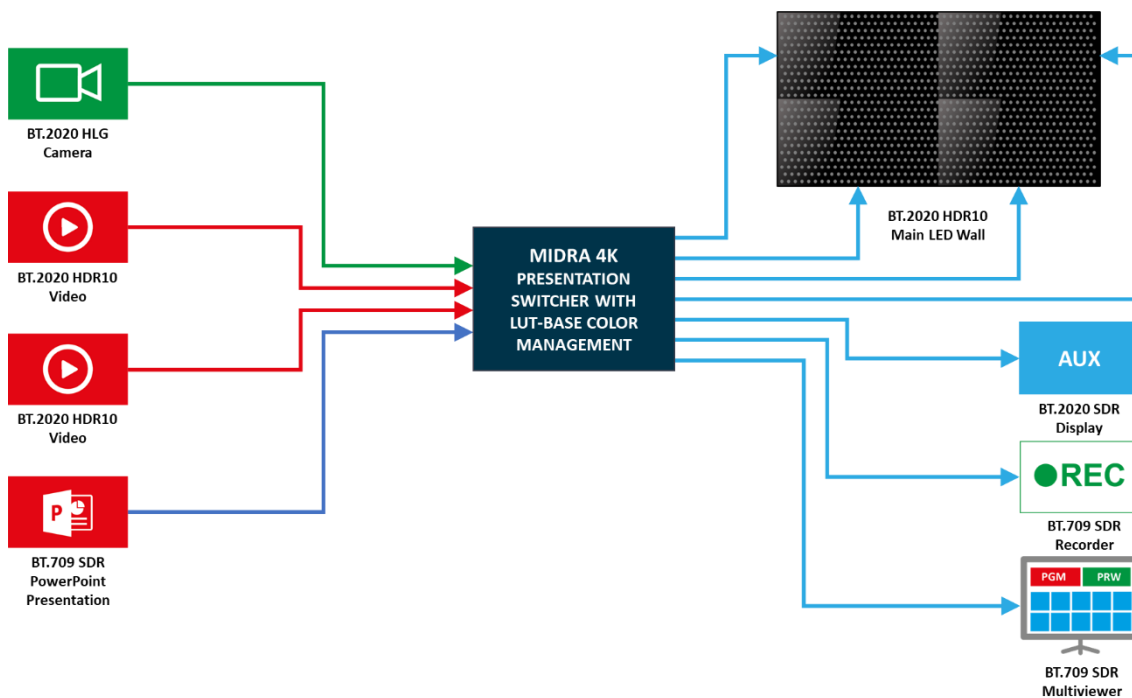 BT.2020 HLG
Camera
BT.2020 HDR10
Video
BT.2020 HDR10
Video
P
BT.709 SDR
PowerPoint
Presentation
MIDRA 4K
PRESENTATION
SWITCHER WITH
LUT-BASE COLOR
MANAGEMENT
BT.2020 HDR10
Main LED Wall
AUX
BT.2020 SDR
Display
REC
BT.709 SDR
Recorder
PGM PRW
BT.709 SDR
Multiviewer